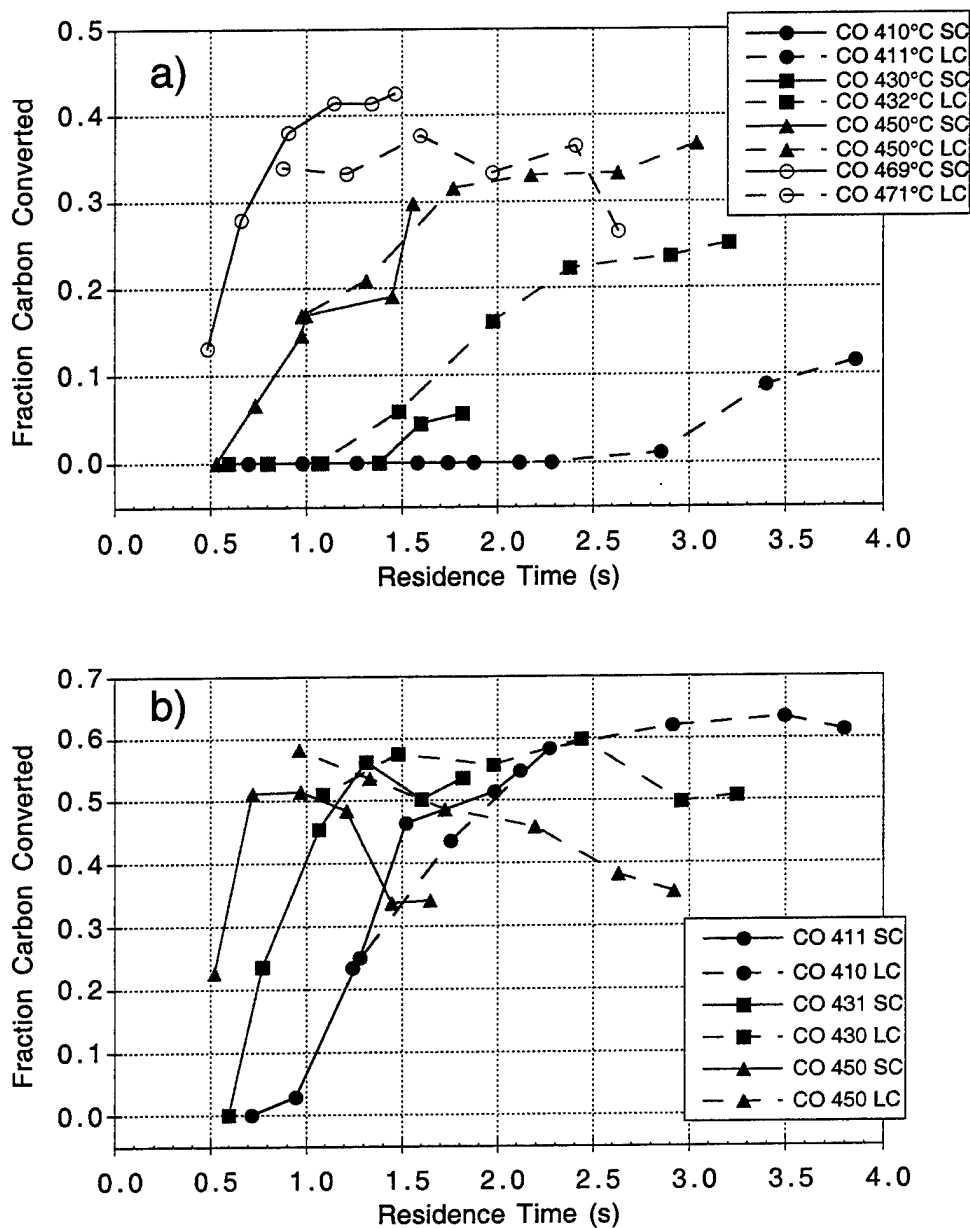 a)
CO 410°C SC
CO 411°C LC
CO 430°C SC
CO 432°C LC
CO 450°C SC
CO 450°C LC
CO 469°C SC
CO 471°C LC
Fraction Carbon Converted
0.5
0.4
0.3
0.2
0.1
0.0
0.0 0.5 1.0 1.5 2.0 2.5 3.0 3.5 4.0
Residence Time (s)
b)
Fraction Carbon Converted
0.7
0.6
0.5
0.4
0.3
0.2
0.1
0.0
CO 411 SC
CO 410 LC
CO 431 SC
CO 430 LC
CO 450 SC
CO 450 LC
0.0 0.5 1.0 1.5 2.0 2.5 3.0 3.5 4.0
Residence Time (s)